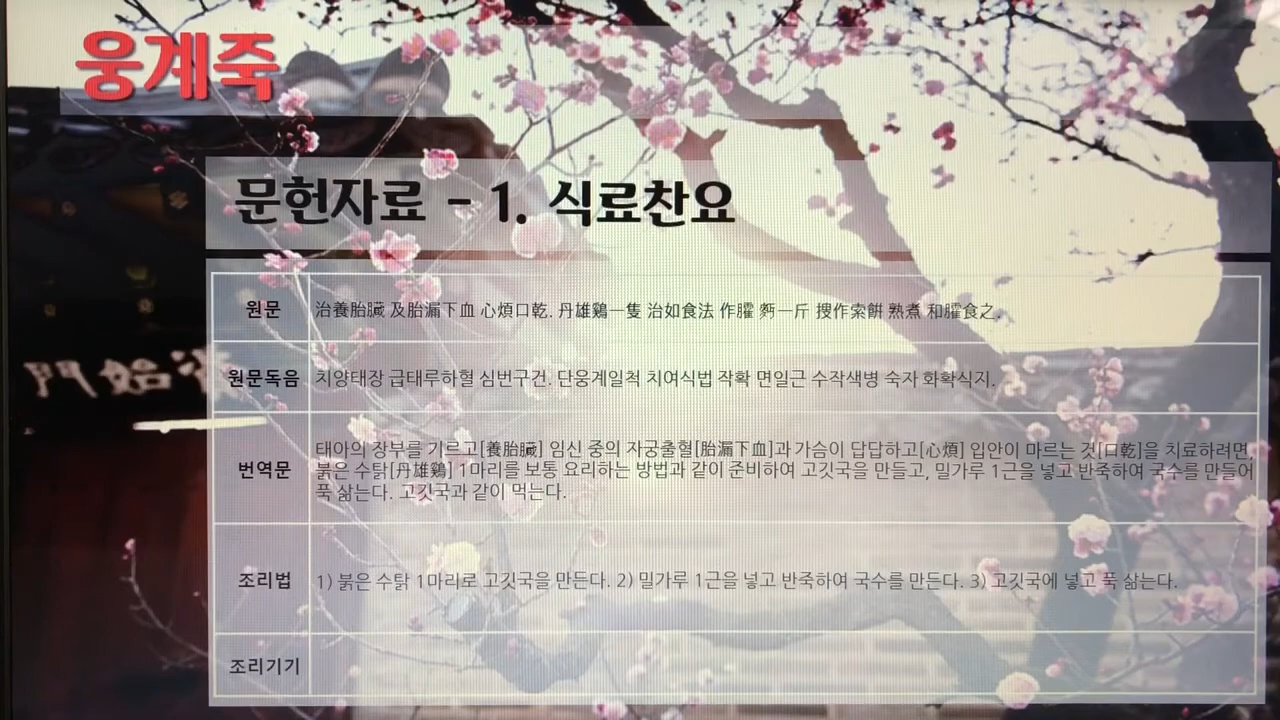 웅계죽
문헌자료 - 1. 식료찬요
원문
治養胎臟 及胎漏下血 心煩口乾. 丹雄鷄一隻 治如食法 作臛 麪一斤 搜作索餠 熟煮 和臛食之.
원문독음
치양태장 급태루하혈 심번구건. 단웅계일척 치여식법 작확 면일근 수작색병 숙자 화확식지.
번역문
태아의 장부를 기르고[養胎臟] 임신 중의 자궁출혈[胎漏下血]과 가슴이 답답하고[心煩] 입안이 마르는 것[口乾]을 치료하려면,
붉은 수탉[丹雄鷄] 1마리를 보통 요리하는 방법과 같이 준비하여 고깃국을 만들고, 밀가루 1근을 넣고 반죽하여 국수를 만들어
푹 삶는다. 고깃국과 같이 먹는다.
조리법
1) 붉은 수탉 1마리로 고깃국을 만든다. 2) 밀가루 1근을 넣고 반죽하여 국수를 만든다. 3) 고깃국에 넣고 푹 삶는다.
조리기기
門始